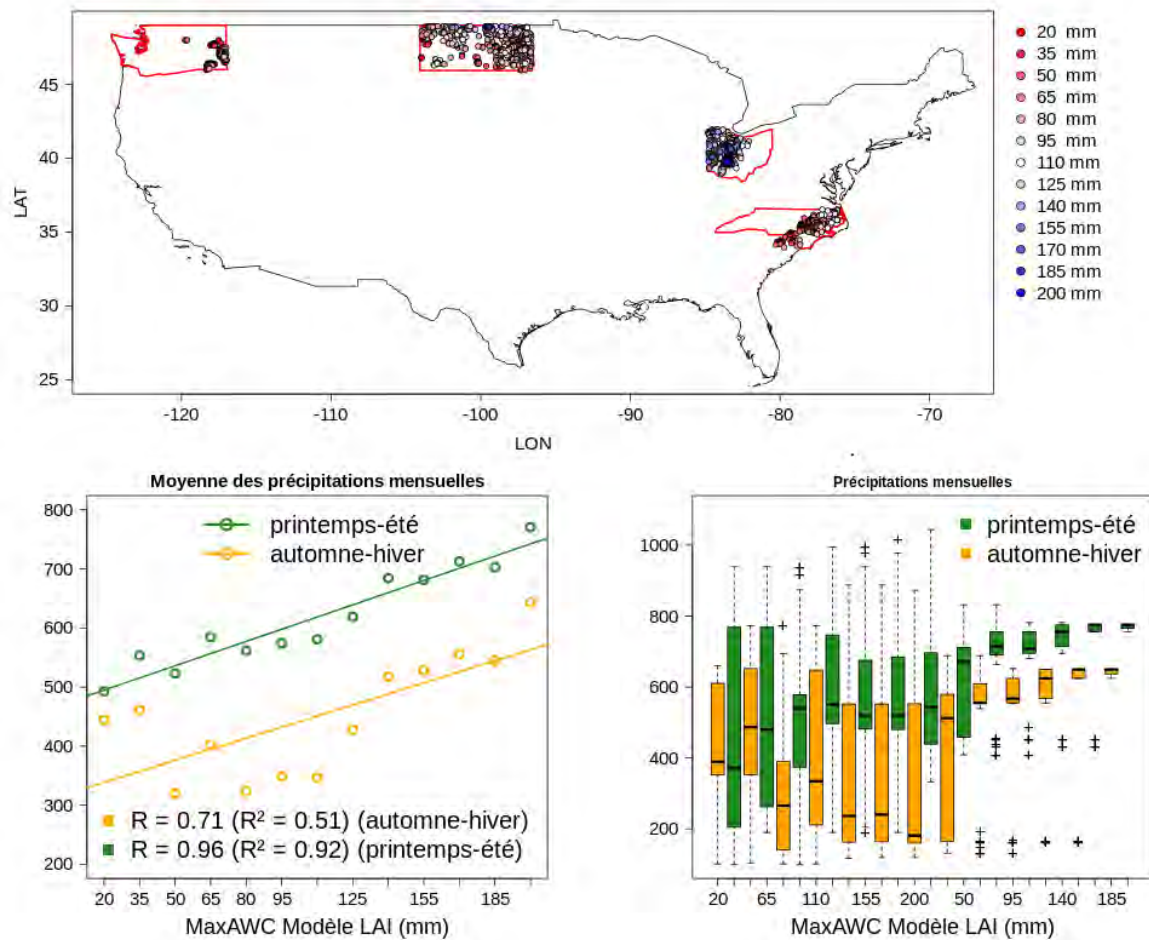 LAT
45
40
35
30
25
-120
-110
-100
-90
-80
-70
LON
20 mm
35 mm
50 mm
65 mm
80 mm
95 mm
110 mm
125 mm
140 mm
155 mm
170 mm
185 mm
200 mm
Moyenne des précipitations mensuelles
800
700
600
500
400
300
200
printemps-été
automne-hiver
R = 0.71 (R² = 0.51) (automne-hiver)
R = 0.96 (R² = 0.92) (printemps-été)
20 35 50 65 80 95 125 155 185
MaxAWC Modèle LAI (mm)
Précipitations mensuelles
1000
800
600
400
200
printemps-été
automne-hiver
20 65 110 155 200 50 95 140 185
MaxAWC Modèle LAI (mm)